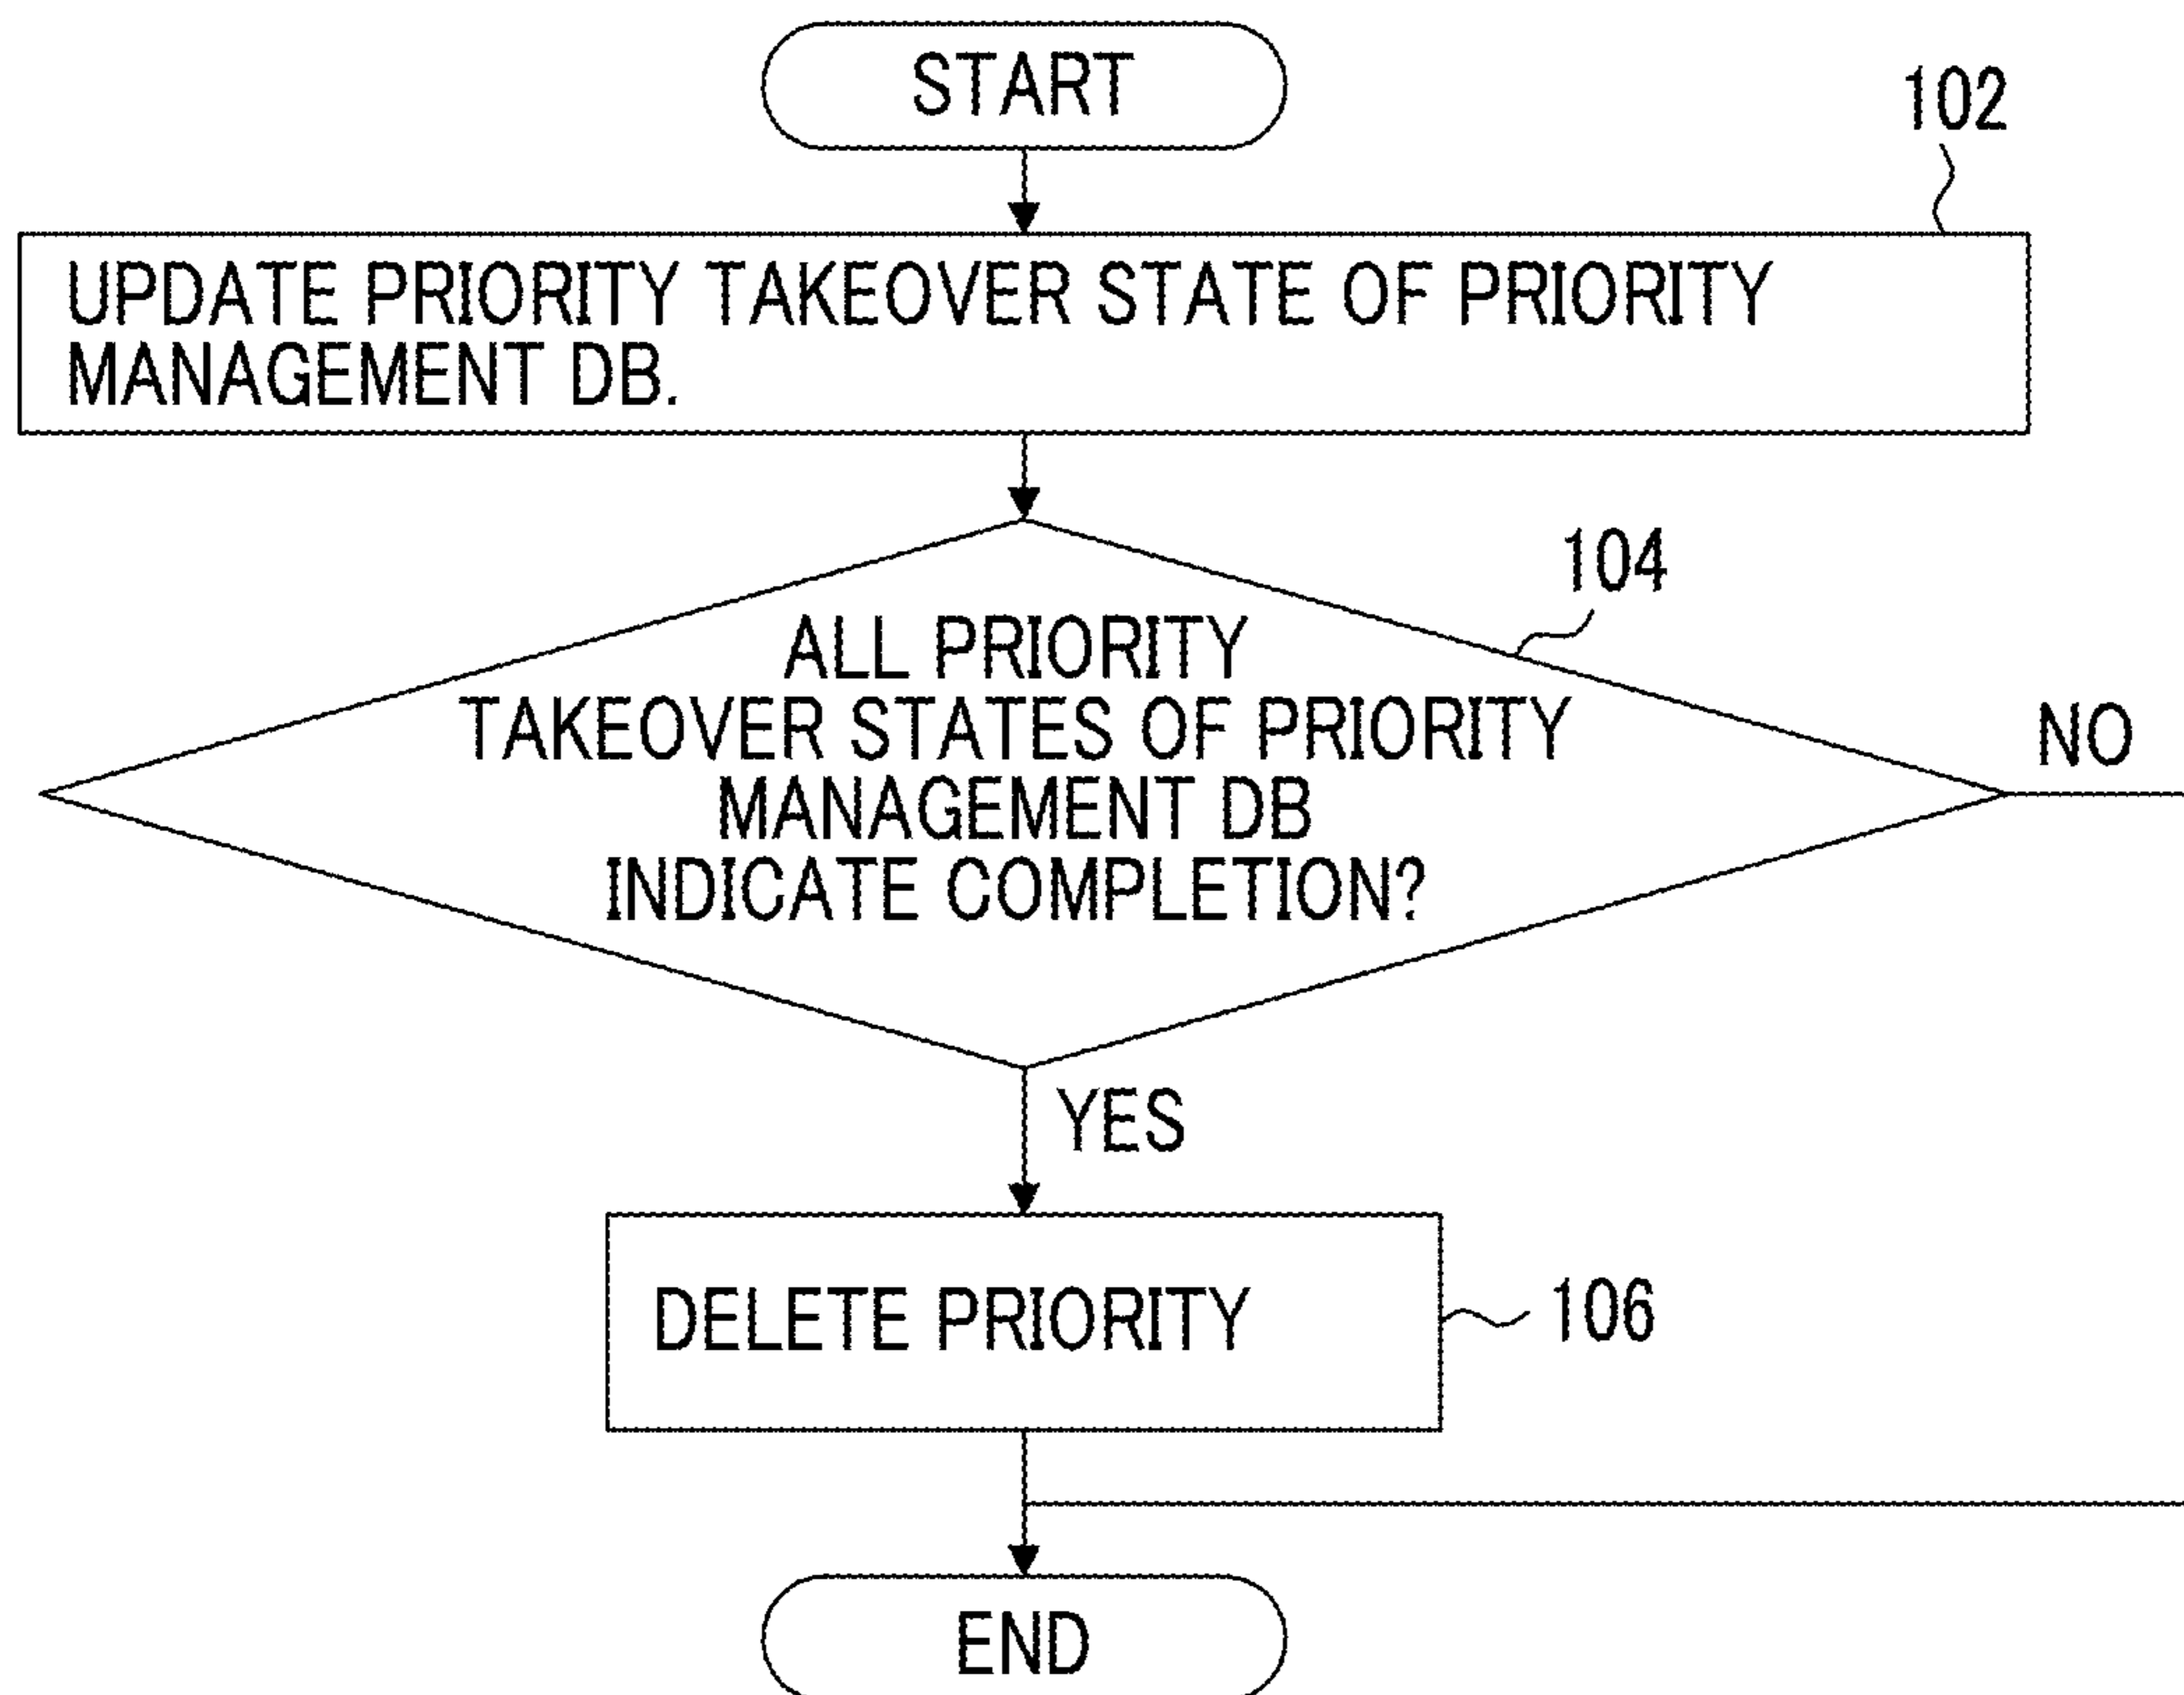 START
102
UPDATE PRIORITY TAKEOVER STATE OF PRIORITY
MANAGEMENT DB.
104
ALL PRIORITY
TAKEOVER STATES OF PRIORITY
MANAGEMENT DB
INDICATE COMPLETION?
NO
YES
DELETE PRIORITY
106
END